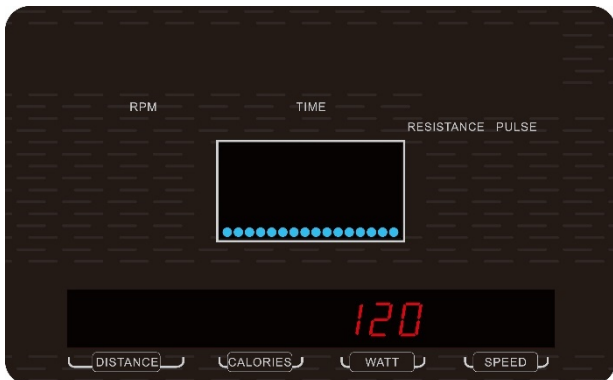 RPM TIME
RESISTANCE PULSE
120
DISTANCE CALORIES WATT SPEED